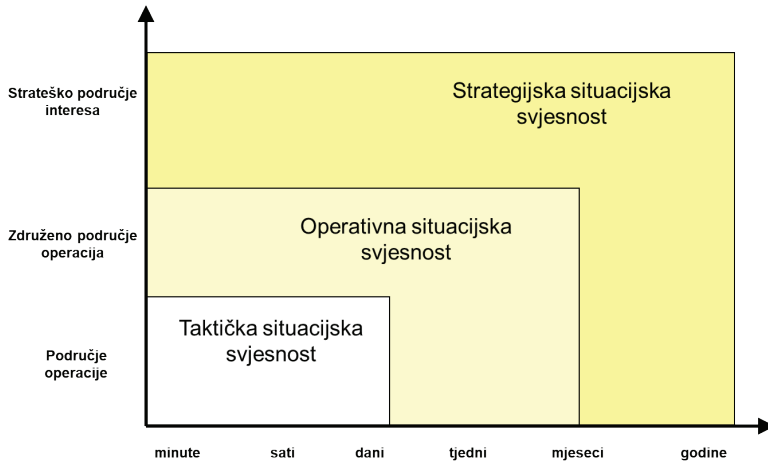 Strateško područje
interesa
Strategijska situacijska
svjesnost
Združeno područje
operacija
Operativna situacijska
svjesnost
Područje
operacije
Taktička situacijska
svjesnost
minute sati dani tjedni mjeseci godine